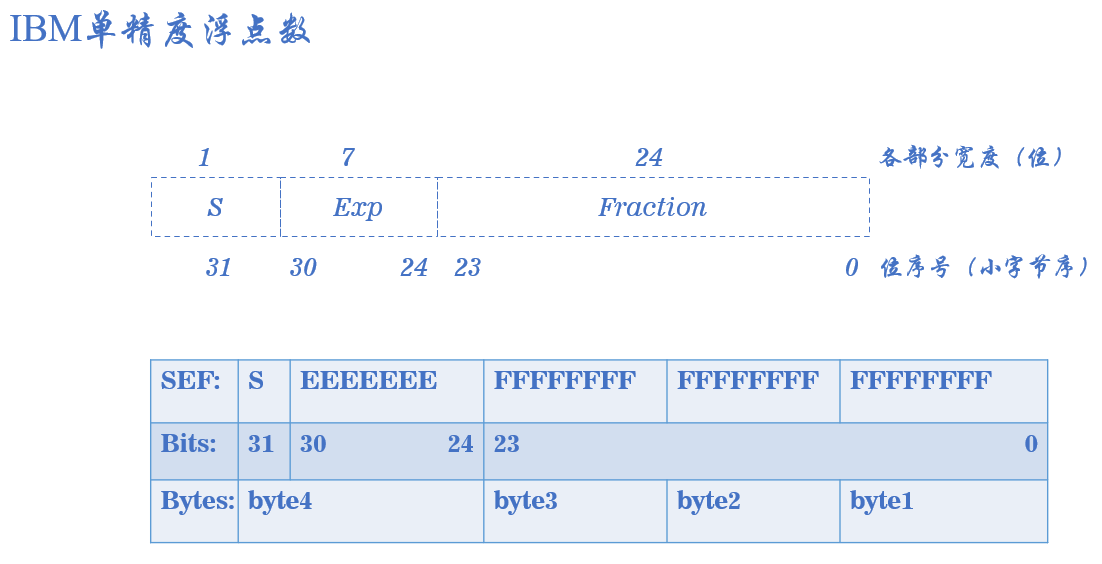 IBM单精度浮点数
1 7 24 各部分宽度（位）
S Exp Fraction
31 30 24 23 0 位序号（小字节序）
SEF: S EEEEEEE FFFFFFFF FFFFFFFF FFFFFFFF
Bits: 31 30 24 23 0
Bytes: byte4 byte3 byte2 byte1